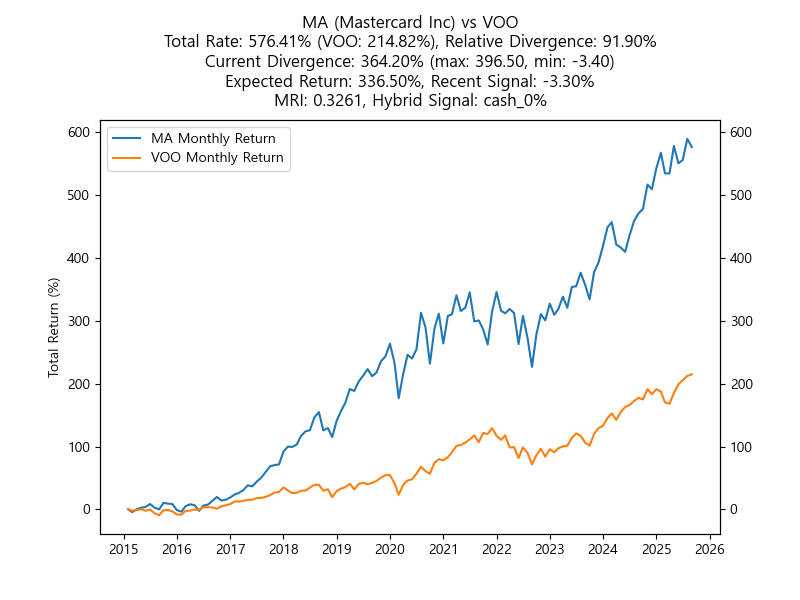 MA (Mastercard Inc) vs VOO
Total Rate: 576.41% (VOO: 214.82%), Relative Divergence: 91.90%
Current Divergence: 364.20% (max: 396.50, min: -3.40)
Expected Return: 336.50%, Recent Signal: -3.30%
MRI: 0.3261, Hybrid Signal: cash_0%
MA Monthly Return
VOO Monthly Return
Total Return (%)
600
500
400
300
200
100
0
600
500
400
300
200
100
0
2015 2016 2017 2018 2019 2020 2021 2022 2023 2024 2025 2026